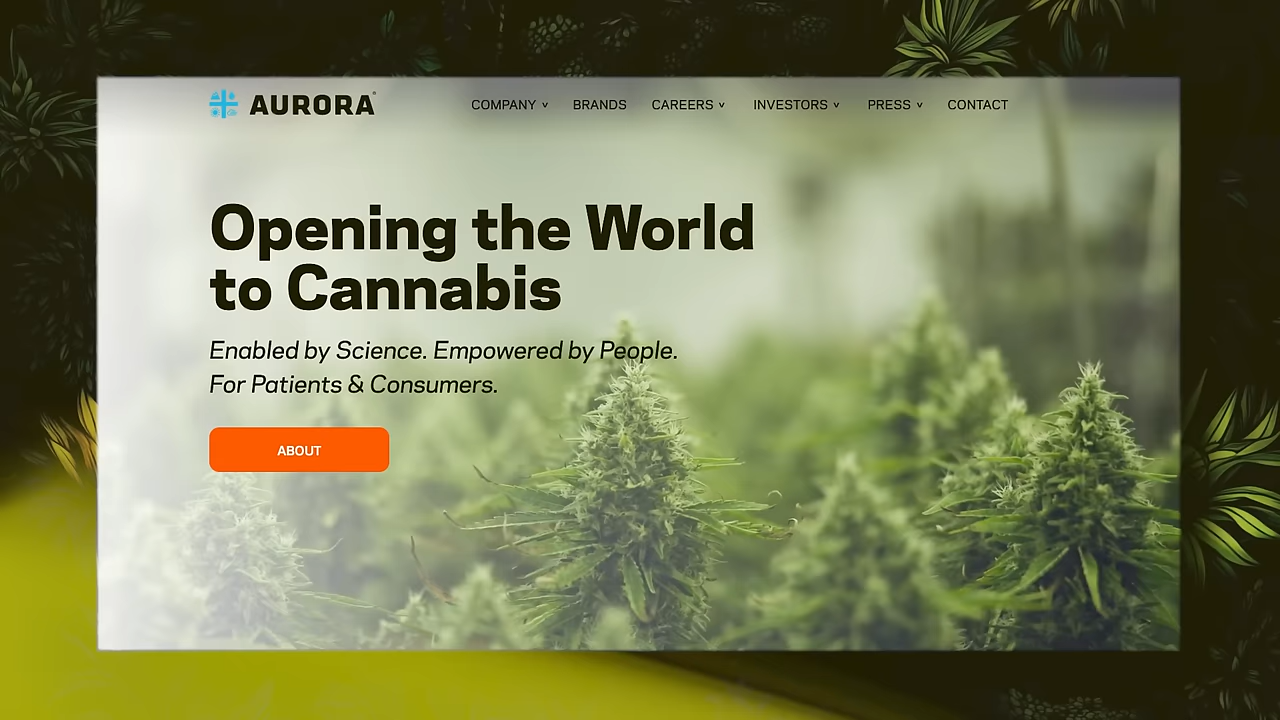 AURORA
COMPANY BRANDS CAREERS INVESTORS PRESS CONTACT
Opening the World
to Cannabis
Enabled by Science. Empowered by People.
For Patients & Consumers.
ABOUT